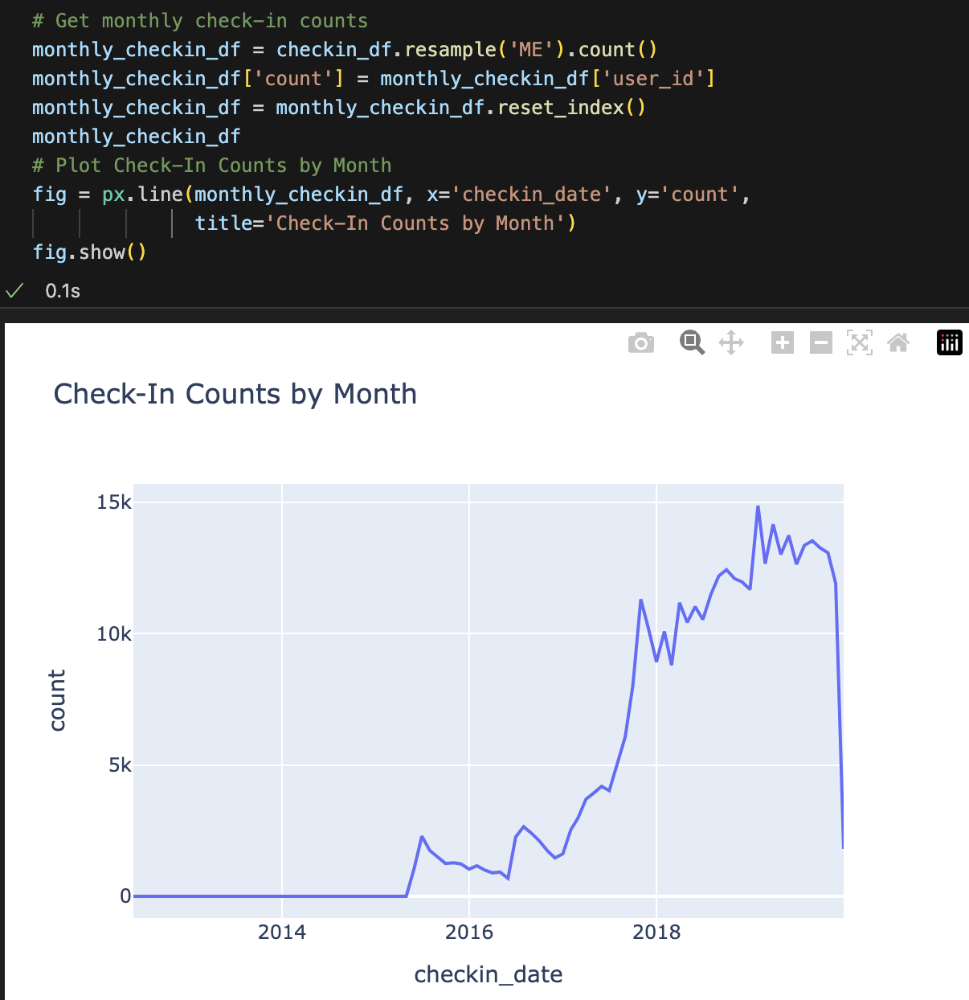 # Get monthly check-in counts
monthly_checkin_df = checkin_df.resample('ME').count()
monthly_checkin_df['count'] = monthly_checkin_df['user_id']
monthly_checkin_df = monthly_checkin_df.reset_index()
monthly_checkin_df
# Plot Check-In Counts by Month
fig = px.line(monthly_checkin_df, x='checkin_date', y='count',
title='Check-In Counts by Month')
fig.show()
0.1s
Check-In Counts by Month
15k
10k
5k
0
count
2014 2016 2018
checkin_date